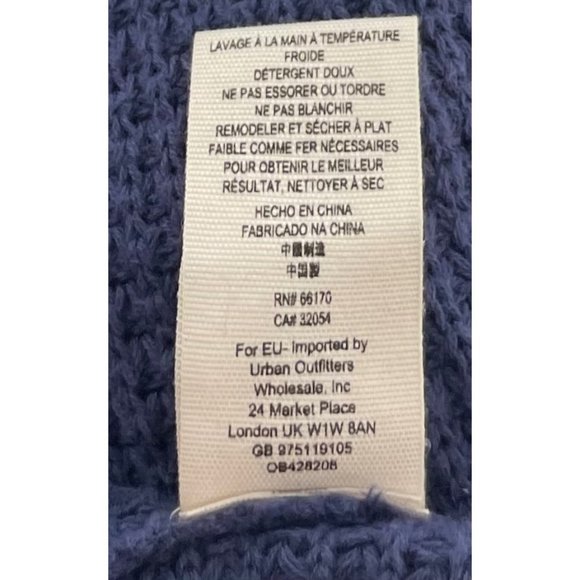 LAVAGE À LA MAIN À TEMPÉRATURE
FROIDE
DÉTERGENT DOUX
NE PAS ESSORER OU TORDRE
NE PAS BLANCHIR
REMODELER ET SÉCHER À PLAT
FAIBLE COMME FER NÉCESSAIRES
POUR OBTENIR LE MEILLEUR
RÉSULTAT, NETTOYER À SEC
HECHO EN CHINA
FABRICADO NA CHINA
中國制造
中国製
RN# 66170
CA# 32054
For EU- Imported by
Urban Outfitters
Wholesale, Inc
24 Market Place
London UK W1W 8AN
GB 975119105
OB428208